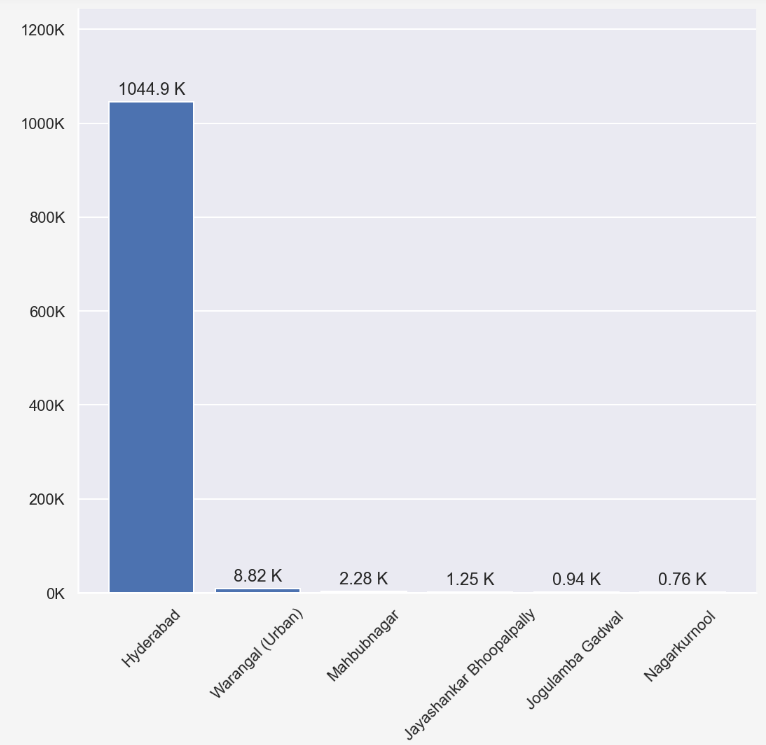 1200K
1000K
800K
600K
400K
200K
0K
1044.9 K
8.82 K
2.28 K
1.25 K
0.94 K
0.76 K
Hyderabad
Warangal (Urban)
Mahbubnagar
Jayashankar Bhoopalpally
Jogulamba Gadwal
Nagarkurnool